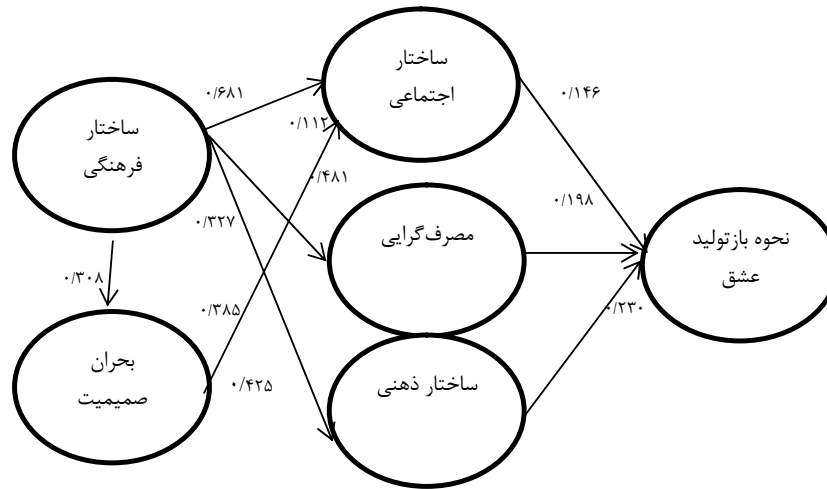 ساختار
اجتماعی
۰/۶۸۱
۰/۱۴۶
ساختار
فرهنگی
۰/۱۱۲
۰/۴۸۱
۰/۱۹۸
۰/۳۲۷
مصرف‌گرایی
نحوه بازتولید
عشق
۰/۳۰۸
۰/۳۸۵
۰/۲۳۰
بحران
صمیمیت
۰/۴۲۵
ساختار ذهنی